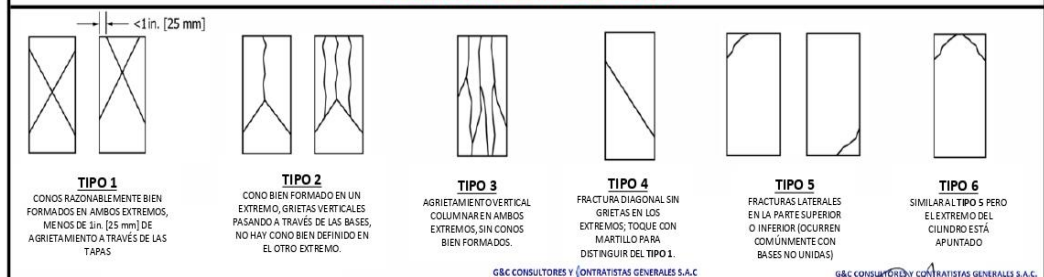 <1in. [25 mm]
TIPO 1
CONOS RAZONABLEMENTE BIEN
FORMADOS EN AMBOS EXTREMOS,
MENOS DE 1in. [25 mm] DE
AGRIETAMIENTO A TRAVÉS DE LAS
TAPAS
TIPO 2
CONO BIEN FORMADO EN UN
EXTREMO, GRIETAS VERTICALES
PASANDO A TRAVÉS DE LAS BASES,
NO HAY CONO BIEN DEFINIDO EN
EL OTRO EXTREMO.
TIPO 3
AGRIETAMIENTO VERTICAL
COLUMNAR EN AMBOS
EXTREMOS, SIN CONOS
BIEN FORMADOS.
TIPO 4
FRACTURA DIAGONAL SIN
GRIETAS EN LOS
EXTREMOS; TOQUE CON
MARTILLO PARA
DISTINGUIR DEL TIPO 1.
TIPO 5
FRACTURAS LATERALES
EN LA PARTE SUPERIOR
O INFERIOR (OCURREN
COMÚNMENTE CON
BASES NO UNIDAS)
TIPO 6
SIMILAR AL TIPO 5 PERO
EL EXTREMO DEL
CILINDRO ESTÁ
APUNTADO
G&C CONSULTORES Y CONTRATISTAS GENERALES S.A.C
G&C CONSULTORES Y CONTRATISTAS GENERALES S.A.C.